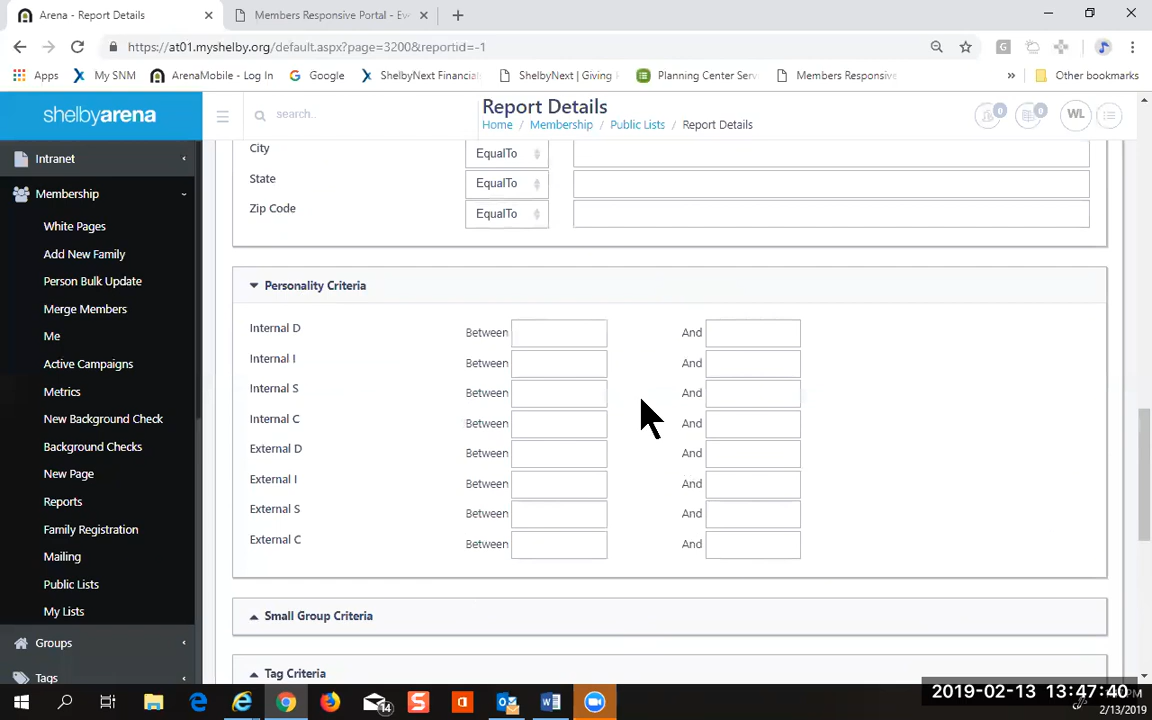 Arena - Report Details
Members Responsive Portal - Ev
https://at01.myshelby.org/default.aspx?page=3200&reportid=-1
Apps
My SNM
ArenaMobile - Log In
Google
ShelbyNext Financial
ShelbyNext | Giving
Planning Center Serv
Members Responsive
»
Other bookmarks
shelbyarena
search..
Report Details
Home / Membership / Public Lists / Report Details
0
0
WL
Intranet
Membership
White Pages
Add New Family
Person Bulk Update
Merge Members
Me
Active Campaigns
Metrics
New Background Check
Background Checks
New Page
Reports
Family Registration
Mailing
Public Lists
My Lists
Groups
Tags
City EqualTo
State EqualTo
Zip Code EqualTo
Personality Criteria
Internal D Between And
Internal I Between And
Internal S Between And
Internal C Between And
External D Between And
External I Between And
External S Between And
External C Between And
Small Group Criteria
Tag Criteria
14
2019-02-13 13:47:40
2/13/2019